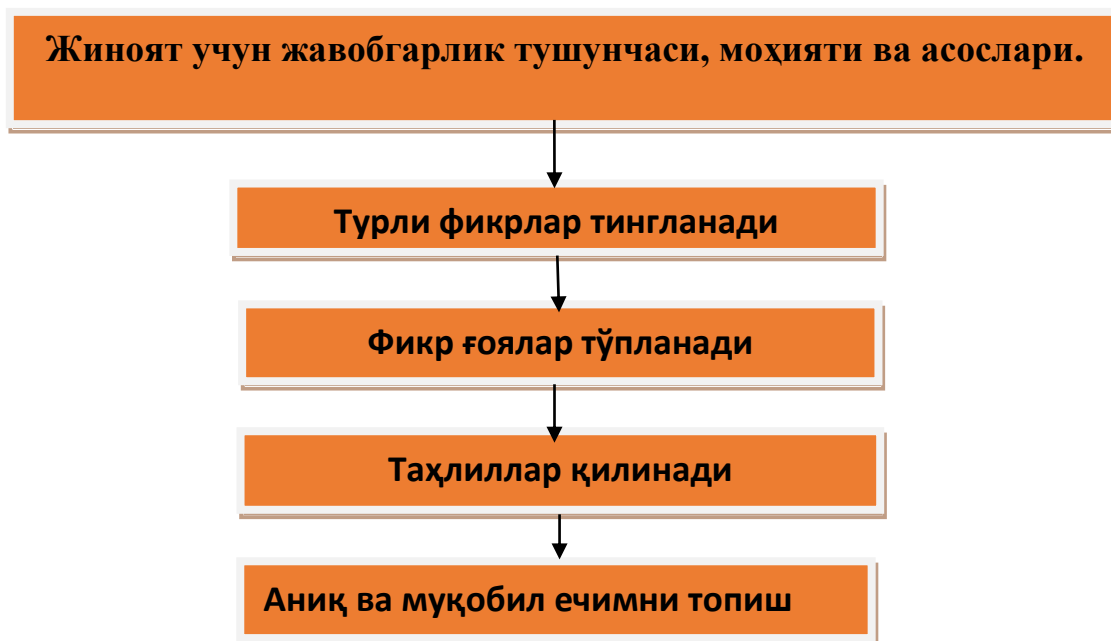 Жиноят учун жавобгарлик тушунчаси, моҳияти ва асослари.
Турли фикрлар тингланади
Фикр ғоялар тўпланади
Таҳлиллар қилинади
Аниқ ва муқобил ечимни топиш